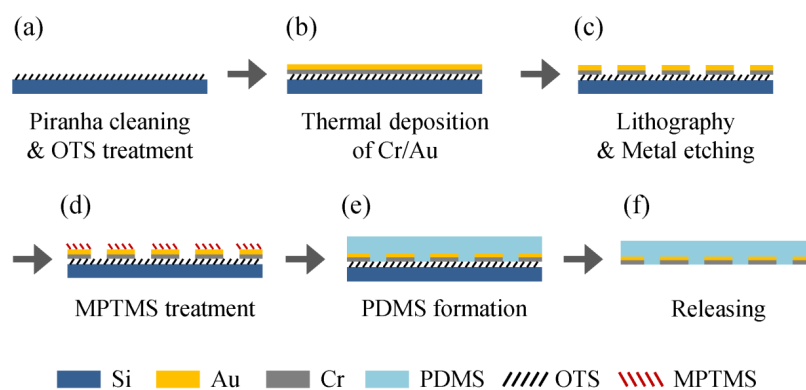 (a)
(b)
(c)
Piranha cleaning
& OTS treatment
Thermal deposition
of Cr/Au
Lithography
& Metal etching
(d)
(e)
(f)
MPTMS treatment
PDMS formation
Releasing
Si
Au
Cr
PDMS
OTS
MPTMS